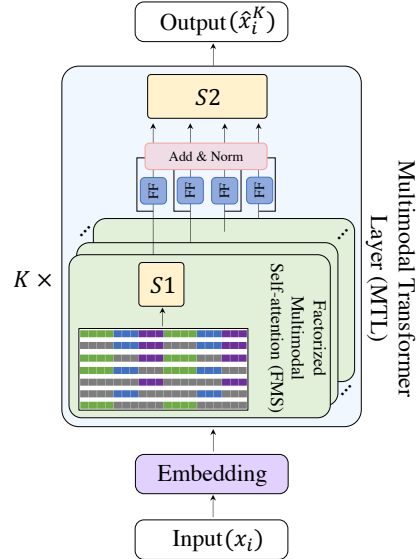 Output(x̂_i^K)
S2
Add & Norm
FF FF FF FF
K ×
S1
Factorized
Multimodal
Self-attention (FMS)
Multimodal Transformer
Layer (MTL)
Embedding
Input(x_i)